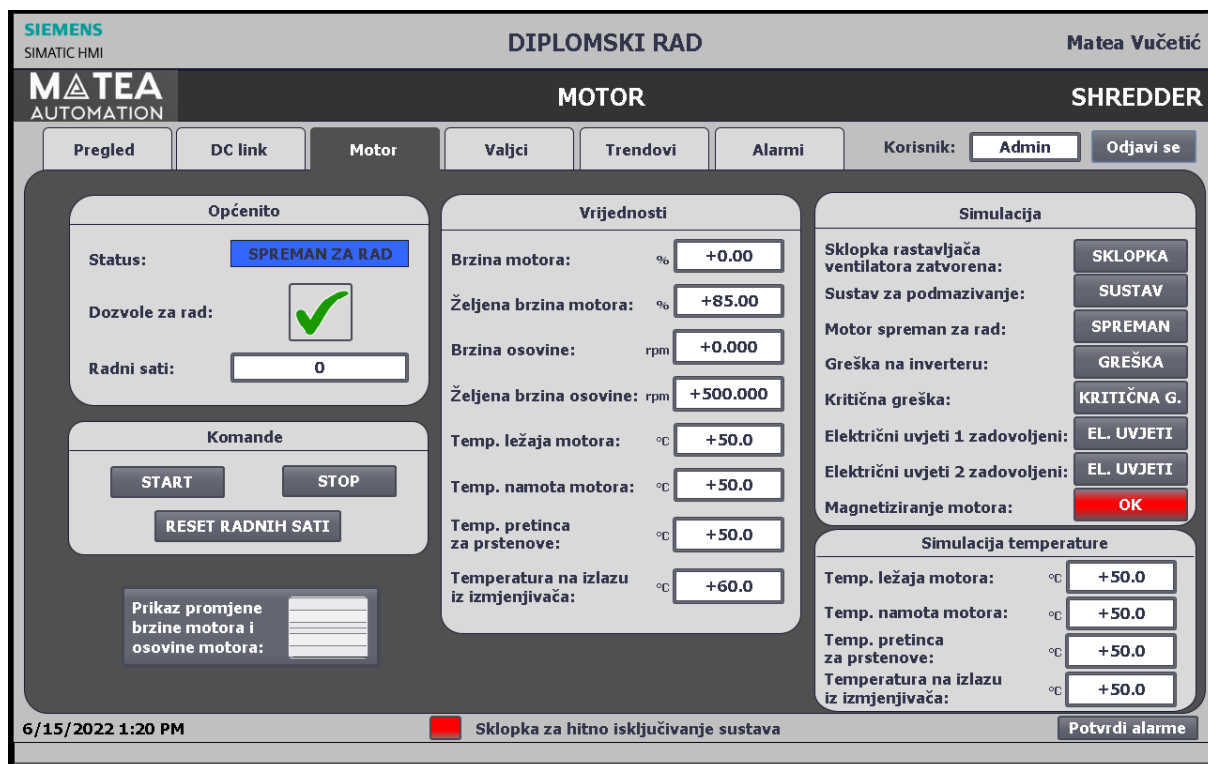 SIEMENS
SIMATIC HMI
DIPLOMSKI RAD
Matea Vučetić
MATEA
AUTOMATION
MOTOR
SHREDDER
Pregled
DC link
Motor
Valjci
Trendovi
Alarmi
Korisnik:
Admin
Odjavi se
Općenito
Status:
SPREMAN ZA RAD
Dozvole za rad:
Radni sati:
0
Komande
START
STOP
RESET RADNIH SATI
Prikaz promjene
brzine motora i
osovine motora:
Vrijednosti
Brzina motora: % +0.00
Željena brzina motora: % +85.00
Brzina osovine: rpm +0.000
Željena brzina osovine: rpm +500.000
Temp. ležaja motora: °C +50.0
Temp. namota motora: °C +50.0
Temp. pretinca
za prstenove: °C +50.0
Temperatura na izlazu
iz izmjenjivača: °C +60.0
Simulacija
Sklopka rastavljača
ventilatora zatvorena: SKLOPKA
Sustav za podmazivanje: SUSTAV
Motor spreman za rad: SPREMAN
Greška na inverteru: GREŠKA
Kritična greška: KRITIČNA G.
Električni uvjeti 1 zadovoljeni: EL. UVJETI
Električni uvjeti 2 zadovoljeni: EL. UVJETI
Magnetiziranje motora: OK
Simulacija temperature
Temp. ležaja motora: °C +50.0
Temp. namota motora: °C +50.0
Temp. pretinca
za prstenove: °C +50.0
Temperatura na izlazu
iz izmjenjivača: °C +50.0
6/15/2022 1:20 PM
Sklopka za hitno isključivanje sustava
Potvrdi alarme